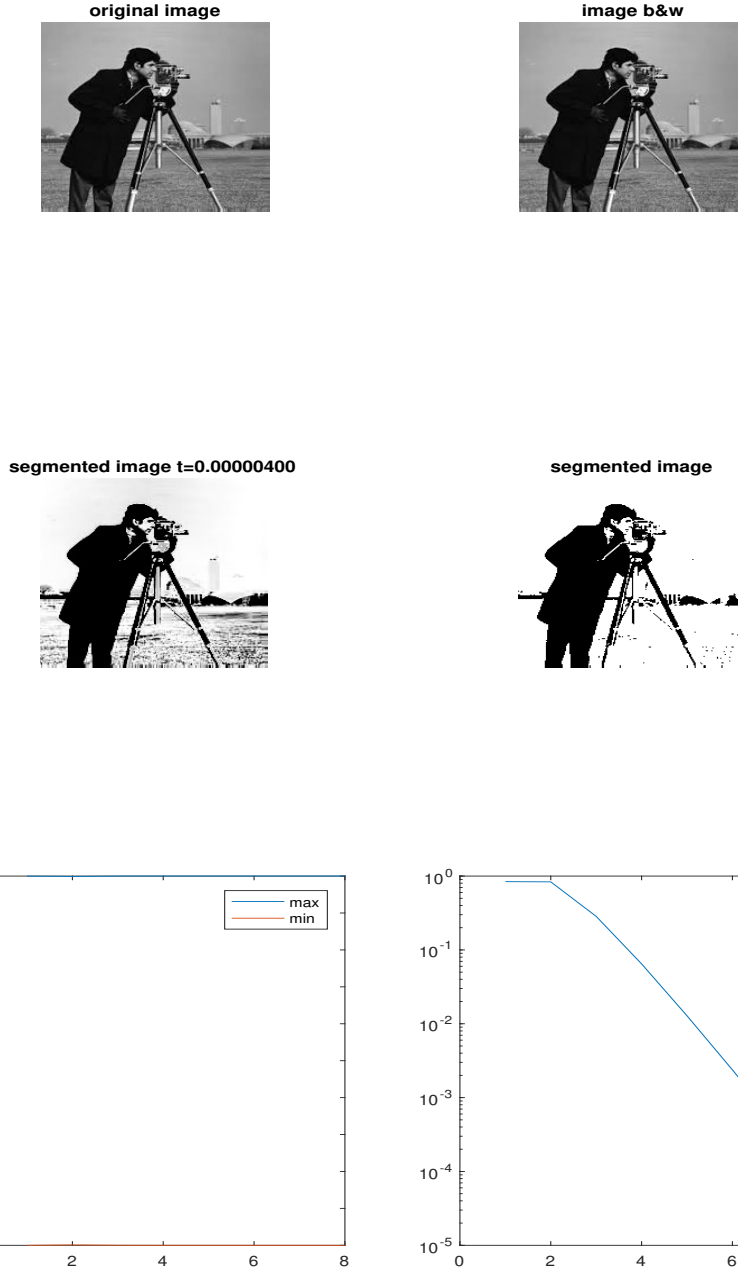 original image
image b&w
segmented image t=0.00000400
segmented image
max
min
2 4 6 8
10^0
10^-1
10^-2
10^-3
10^-4
10^-5
0 2 4 6